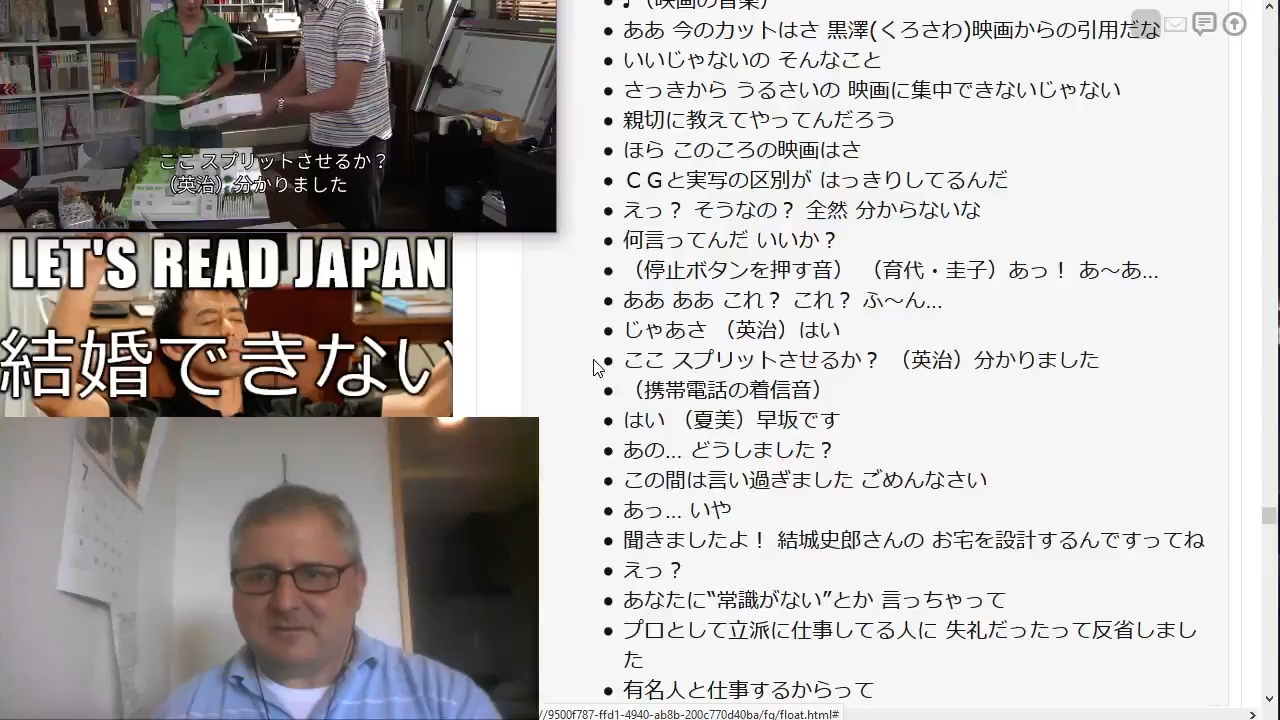 ♩（映画の音楽）
ああ 今のカットはさ 黒澤(くろさわ)映画からの引用だな
いいじゃないの そんなこと
さっきから うるさいの 映画に集中できないじゃない
親切に教えてやってんだろう
ほら このころの映画はさ
ＣＧと実写の区別が はっきりしてるんだ
えっ？ そうなの？ 全然 分からないな
何言ってんだ いいか？
（停止ボタンを押す音） （育代・圭子）あっ！ あ～あ…
ああ ああ これ？ これ？ ふ～ん…
じゃあさ （英治）はい
ここ スプリットさせるか？ （英治）分かりました
（携帯電話の着信音）
はい （夏美）早坂です
あの… どうしました？
この間は言い過ぎました ごめんなさい
あっ… いや
聞きましたよ！ 結城史郎さんの お宅を設計するんですってね
えっ？
あなたに“常識がない”とか 言っちゃって
プロとして立派に仕事してる人に 失礼だったって反省しまし
た
有名人と仕事するからって
ここ スプリットさせるか？
（英治）分かりました
LET'S READ JAPAN
結婚できない
7
//9500f787-ffd1-4940-ab8b-200c770d40ba/fg/float.html#